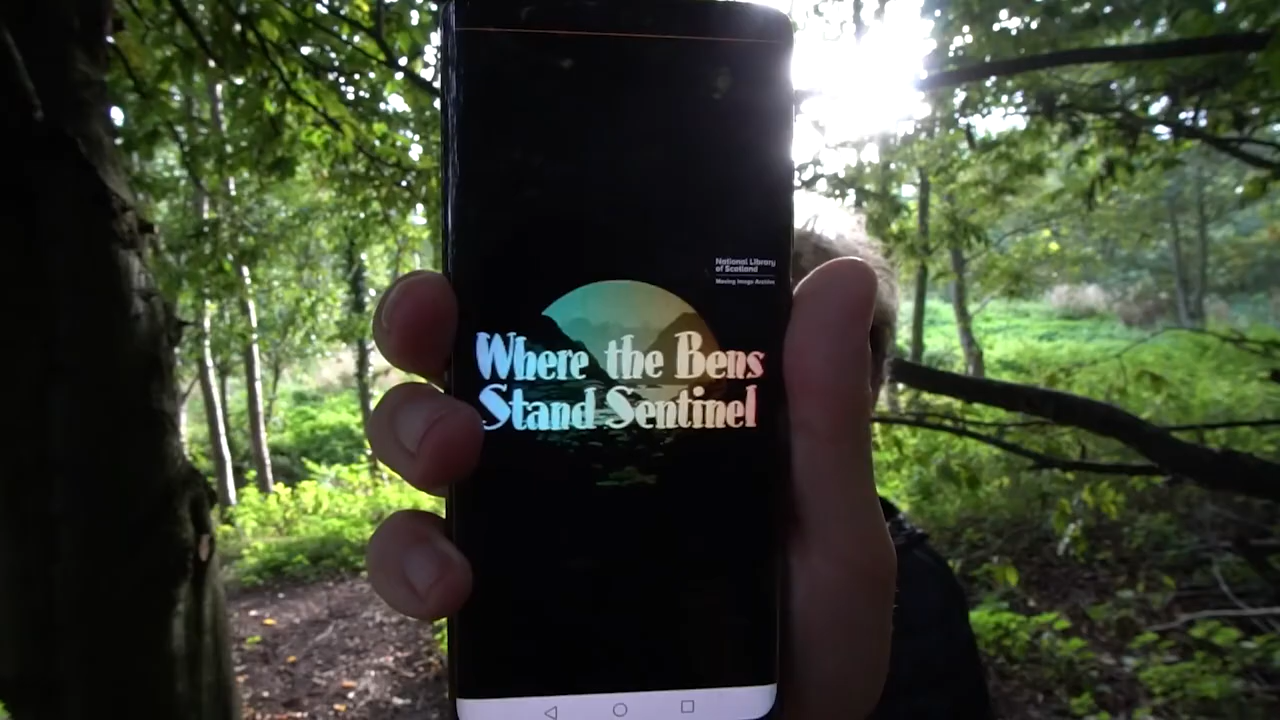 National Library
of Scotland
Moving Image Archive
Where the Bens
Stand Sentinel